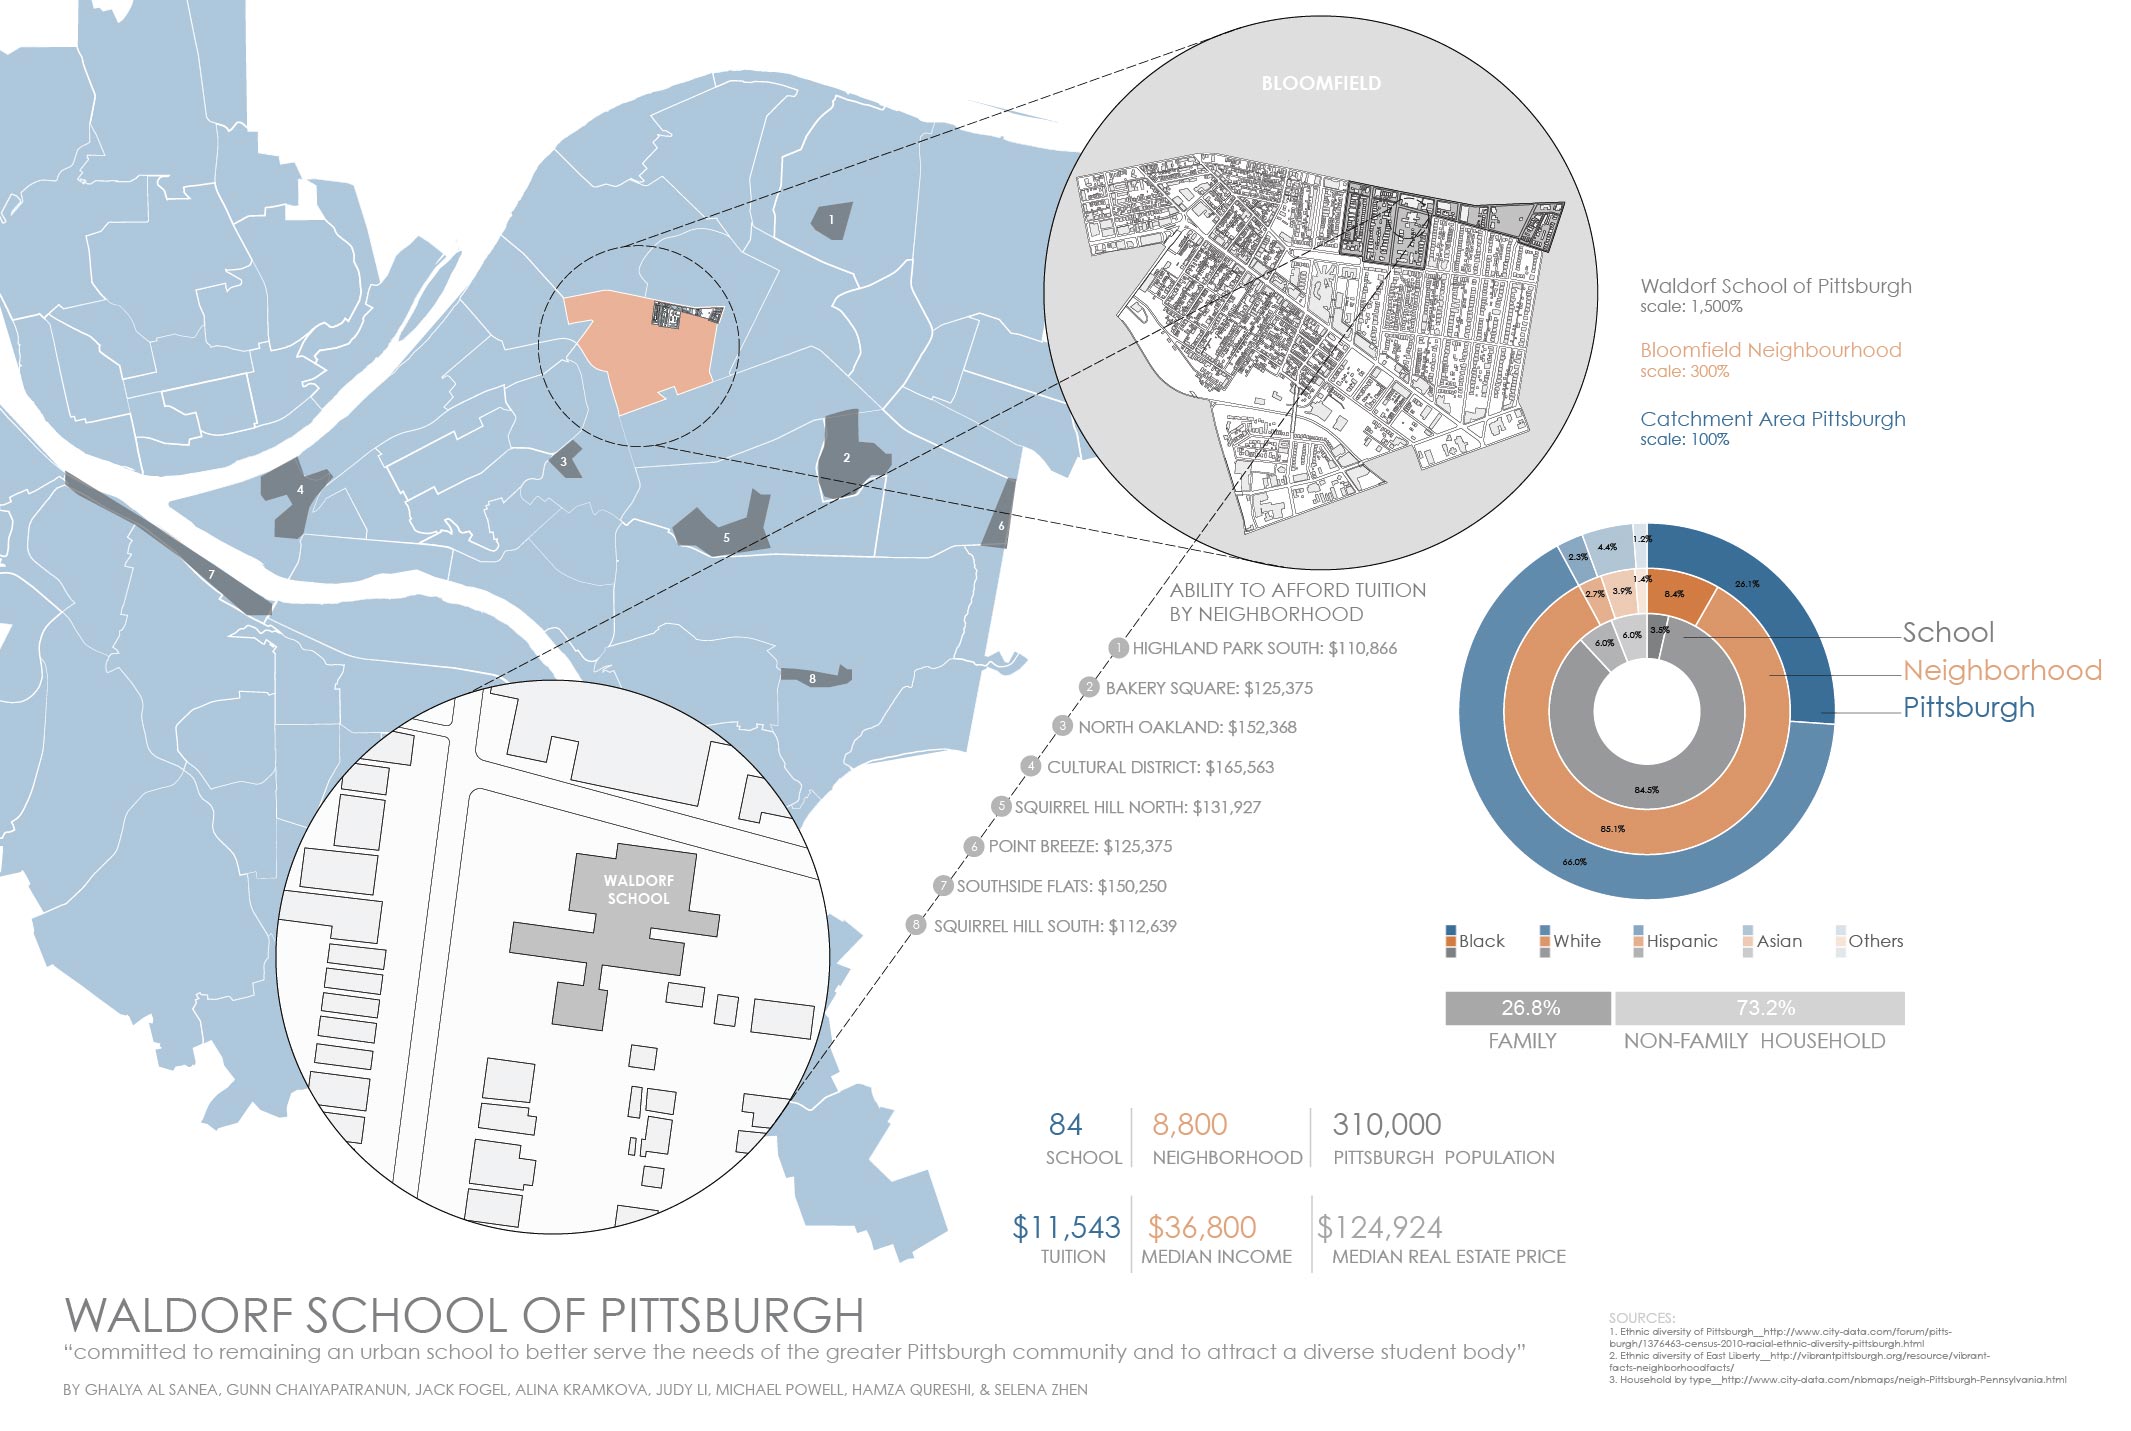 BLOOMFIELD
1
2
3
4
5
6
7
8
WALDORF
SCHOOL
Waldorf School of Pittsburgh
scale: 1,500%
Bloomfield Neighbourhood
scale: 300%
Catchment Area Pittsburgh
scale: 100%
ABILITY TO AFFORD TUITION
BY NEIGHBORHOOD
1 HIGHLAND PARK SOUTH: $110,866
2 BAKERY SQUARE: $125,375
3 NORTH OAKLAND: $152,368
4 CULTURAL DISTRICT: $165,563
5 SQUIRREL HILL NORTH: $131,927
6 POINT BREEZE: $125,375
7 SOUTHSIDE FLATS: $150,250
8 SQUIRREL HILL SOUTH: $112,639
2.3% 4.4% 1.2% 26.1%
2.7% 3.9% 1.4% 8.4%
6.0% 6.0% 3.5%
84.5%
85.1%
66.0%
School
Neighborhood
Pittsburgh
Black White Hispanic Asian Others
26.8% 73.2%
FAMILY NON-FAMILY HOUSEHOLD
84 8,800 310,000
SCHOOL NEIGHBORHOOD PITTSBURGH POPULATION
$11,543 $36,800 $124,924
TUITION MEDIAN INCOME MEDIAN REAL ESTATE PRICE
WALDORF SCHOOL OF PITTSBURGH
“committed to remaining an urban school to better serve the needs of the greater Pittsburgh community and to attract a diverse student body”
BY GHALYA AL SANEA, GUNN CHAIYAPATRANUN, JACK FOGEL, ALINA KRAMKOVA, JUDY LI, MICHAEL POWELL, HAMZA QURESHI, & SELENA ZHEN
SOURCES:
1. Ethnic diversity of Pittsburgh__http://www.city-data.com/forum/pitts-
burgh/1376463-census-2010-racial-ethnic-diversity-pittsburgh.html
2. Ethnic diversity of East Liberty__http://vibrantpittsburgh.org/resource/vibrant-
facts-neighborhoodfacts/
3. Household by type__http://www.city-data.com/nbmaps/neigh-Pittsburgh-Pennsylvania.html